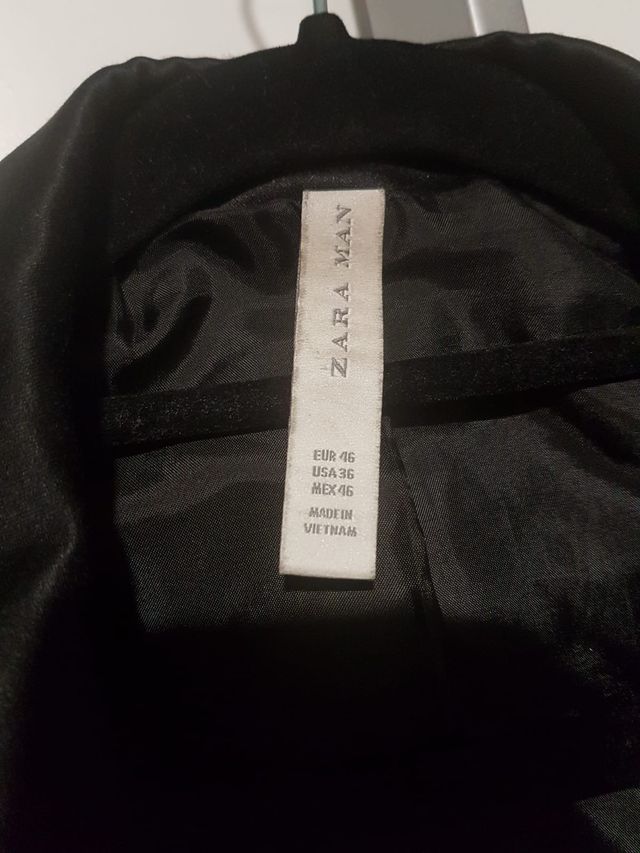 ZARA MAN
EUR 46
USA 36
MEX 46
MADE IN
VIETNAM